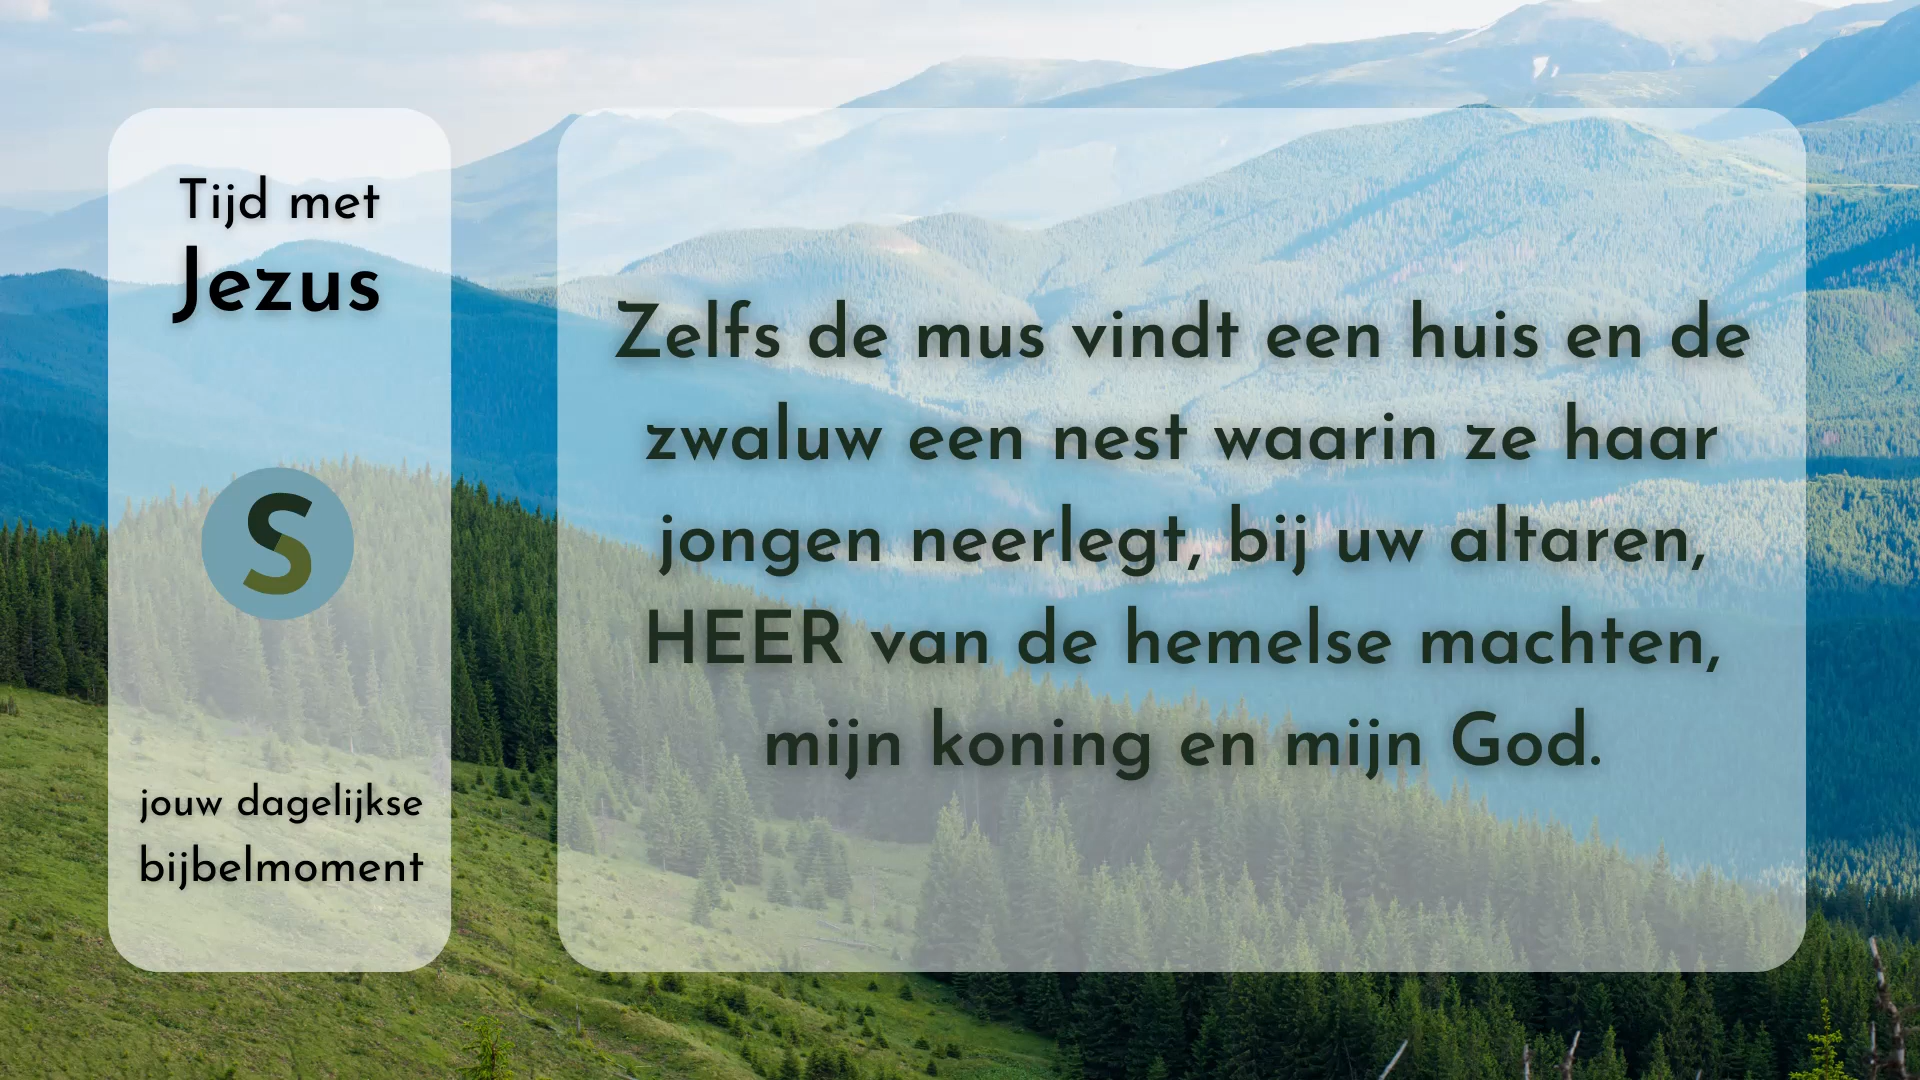 Tijd met
Jezus
S
jouw dagelijkse
bijbelmoment
Zelfs de mus vindt een huis en de
zwaluw een nest waarin ze haar
jongen neerlegt, bij uw altaren,
HEER van de hemelse machten,
mijn koning en mijn God.